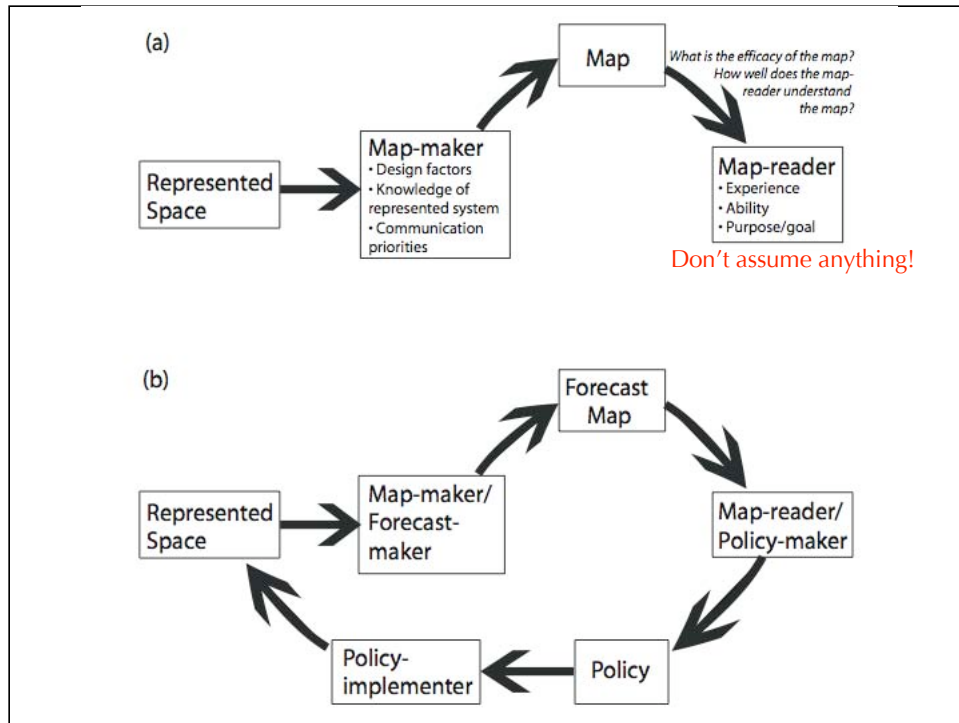 (a)
Map
What is the efficacy of the map?
How well does the map-
reader understand
the map?
Represented
Space
Map-maker
• Design factors
• Knowledge of
represented system
• Communication
priorities
Map-reader
• Experience
• Ability
• Purpose/goal
Don't assume anything!
(b)
Forecast
Map
Represented
Space
Map-maker/
Forecast-
maker
Map-reader/
Policy-maker
Policy-
implementer
Policy